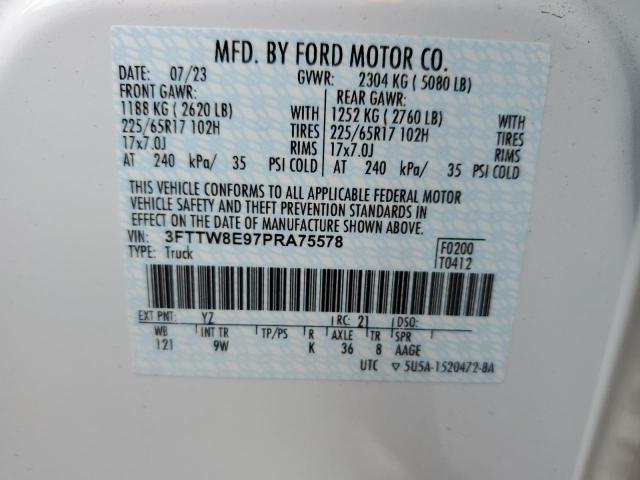 MFD. BY FORD MOTOR CO.
DATE: 07/23 GVWR: 2304 KG ( 5080 LB)
FRONT GAWR: REAR GAWR:
1188 KG ( 2620 LB) WITH 1252 KG ( 2760 LB) WITH
225/65R17 102H TIRES 225/65R17 102H TIRES
17x7.0J RIMS 17x7.0J RIMS
AT 240 kPa/ 35 PSI COLD AT 240 kPa/ 35 PSI COLD
THIS VEHICLE CONFORMS TO ALL APPLICABLE FEDERAL MOTOR
VEHICLE SAFETY AND THEFT PREVENTION STANDARDS IN
EFFECT ON THE DATE OF MANUFACTURE SHOWN ABOVE.
VIN: 3FTTW8E97PRA75578 F0200
TYPE: Truck T0412
EXT PNT: YZ RC: 21 DSO:
WB INT TR TP/PS R AXLE TR SPR
121 9W K 36 8 AAGE
UTC ▽ 5U5A-1520472-8A